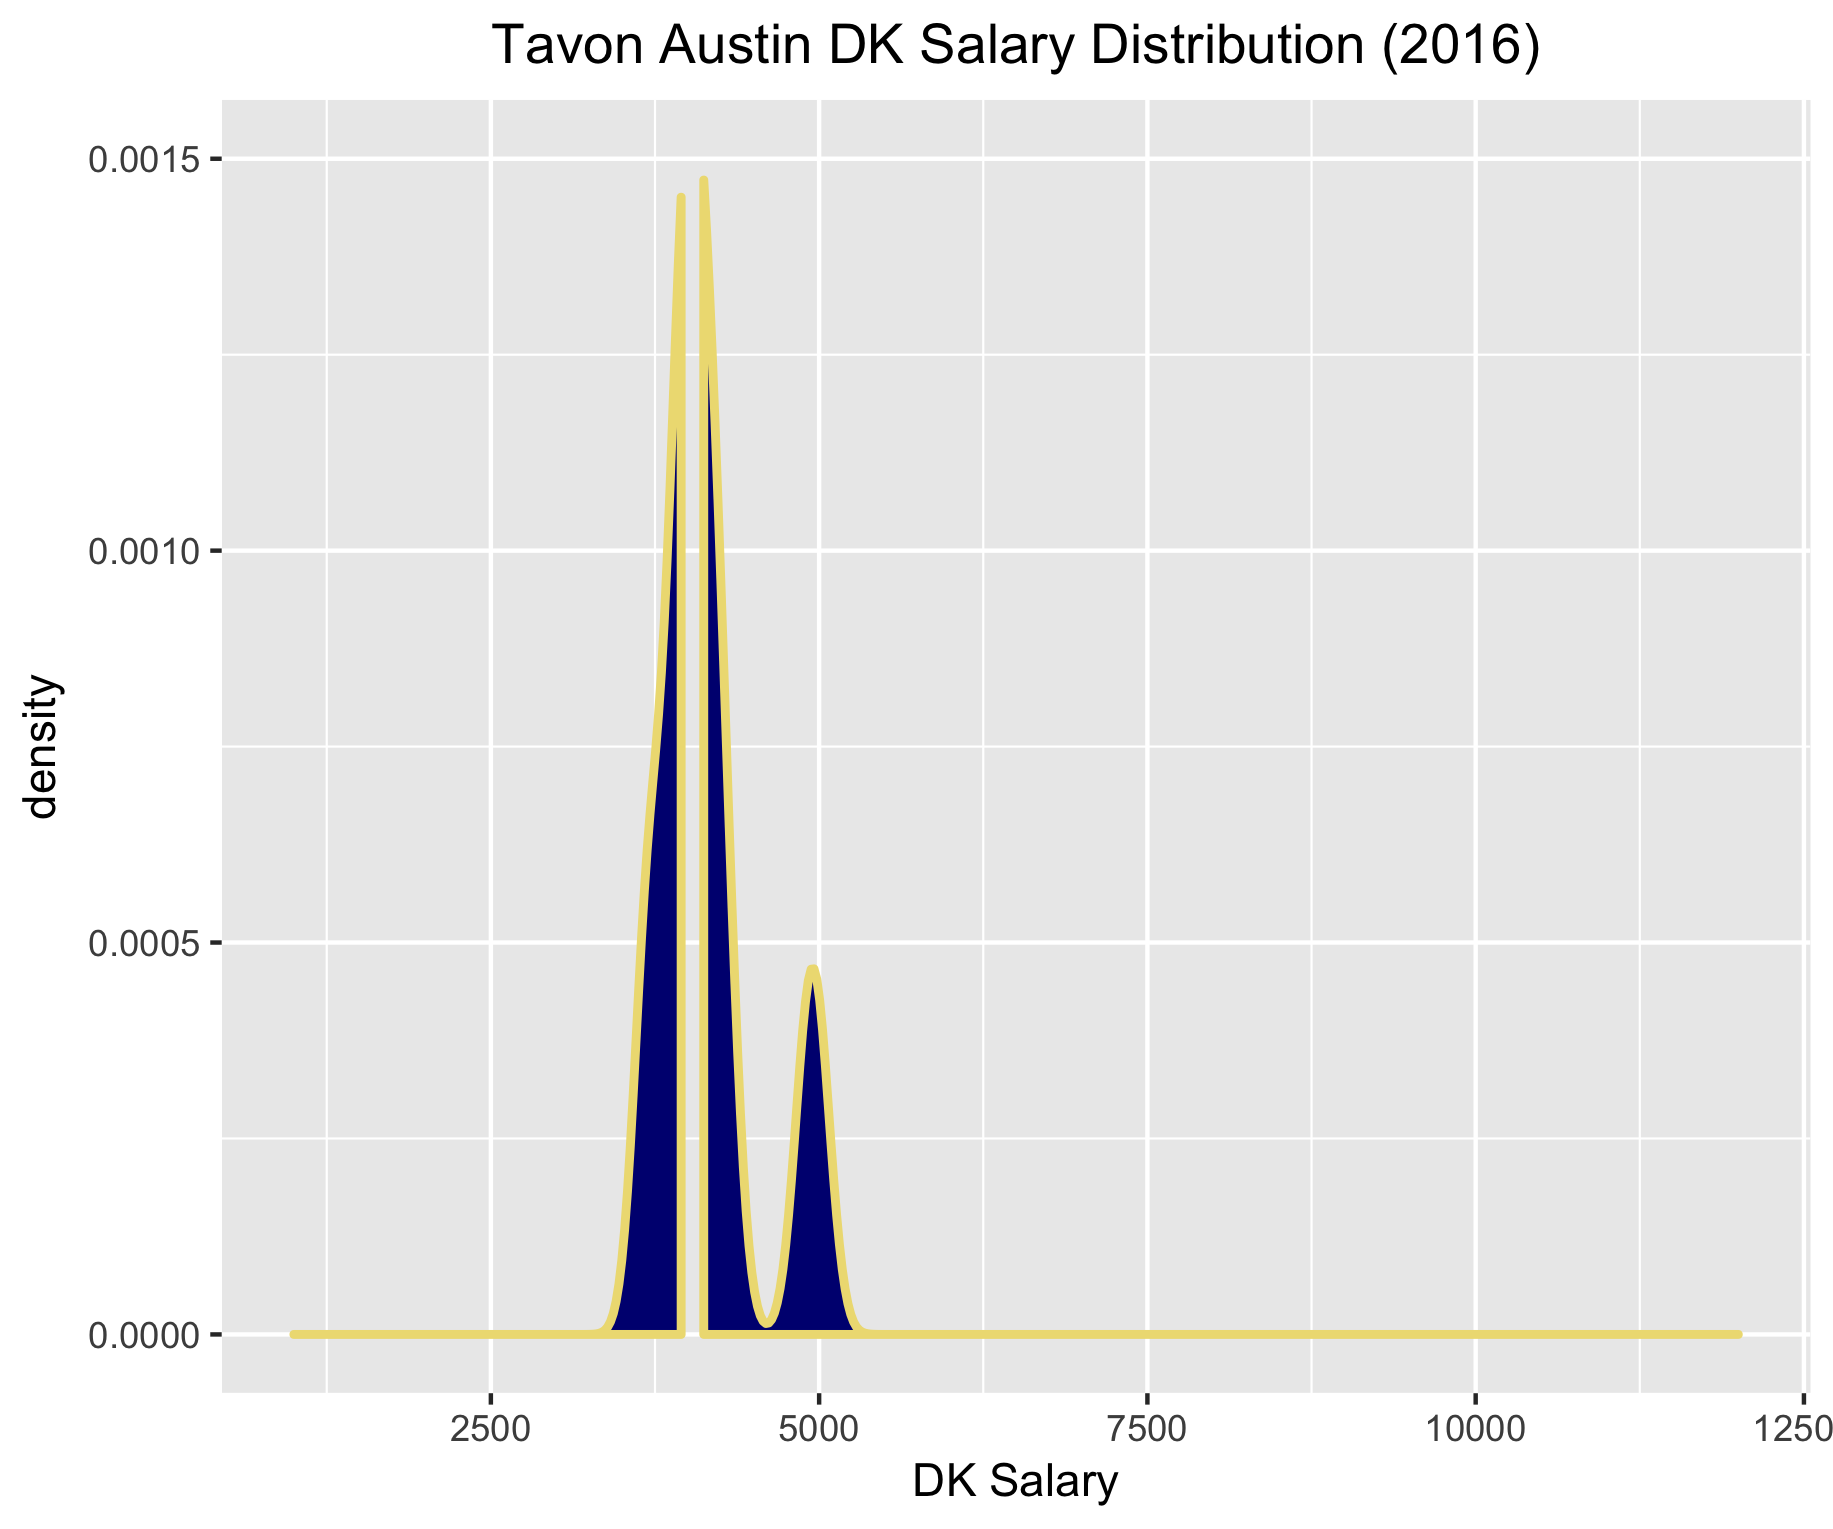 Tavon Austin DK Salary Distribution (2016)
0.0015
0.0010
0.0005
0.0000
density
2500 5000 7500 10000 1250
DK Salary